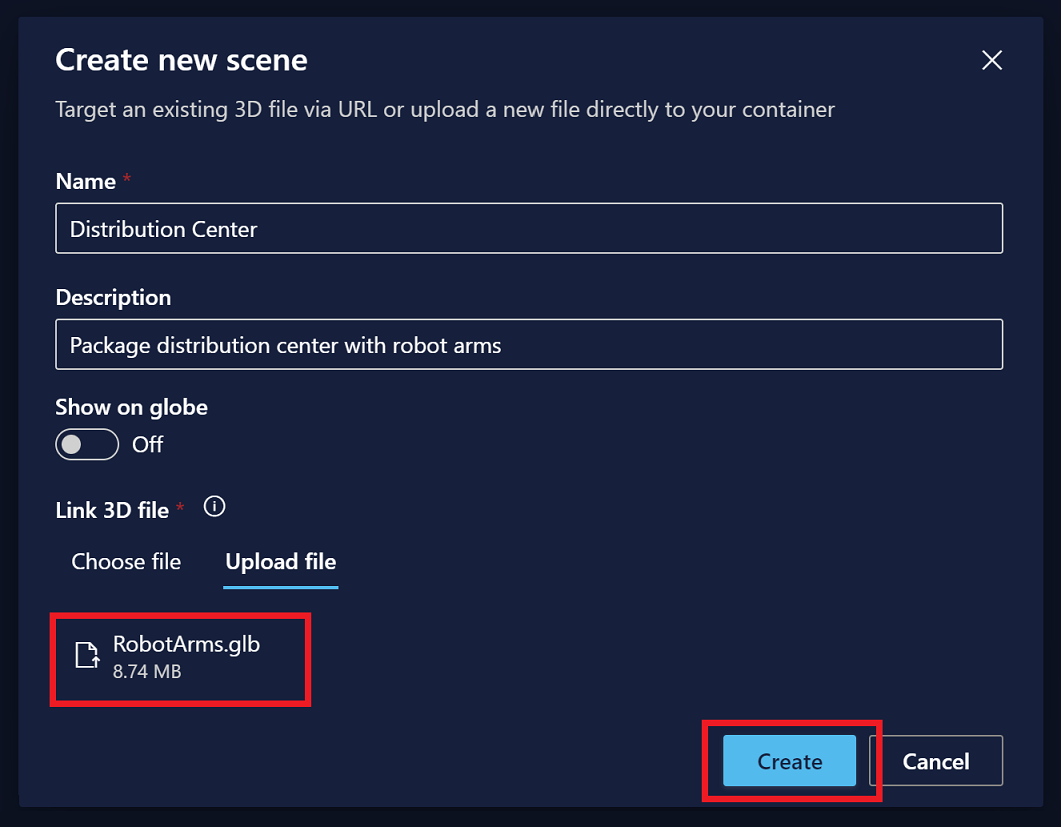 Create new scene
Target an existing 3D file via URL or upload a new file directly to your container
Name *
Distribution Center
Description
Package distribution center with robot arms
Show on globe
Off
Link 3D file *
Choose file Upload file
RobotArms.glb
8.74 MB
Create Cancel